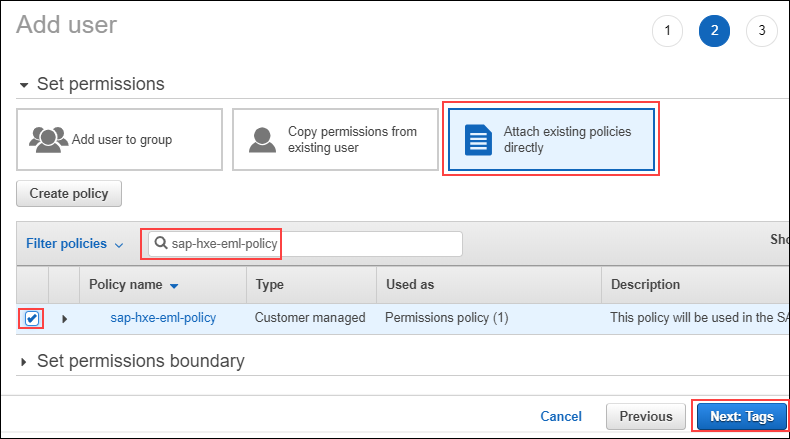 Add user
1 2 3
Set permissions
Add user to group
Copy permissions from
existing user
Attach existing policies
directly
Create policy
Filter policies
sap-hxe-eml-policy
Sho
Policy name Type Used as Description
sap-hxe-eml-policy Customer managed Permissions policy (1) This policy will be used in the SA
Set permissions boundary
Cancel Previous Next: Tags